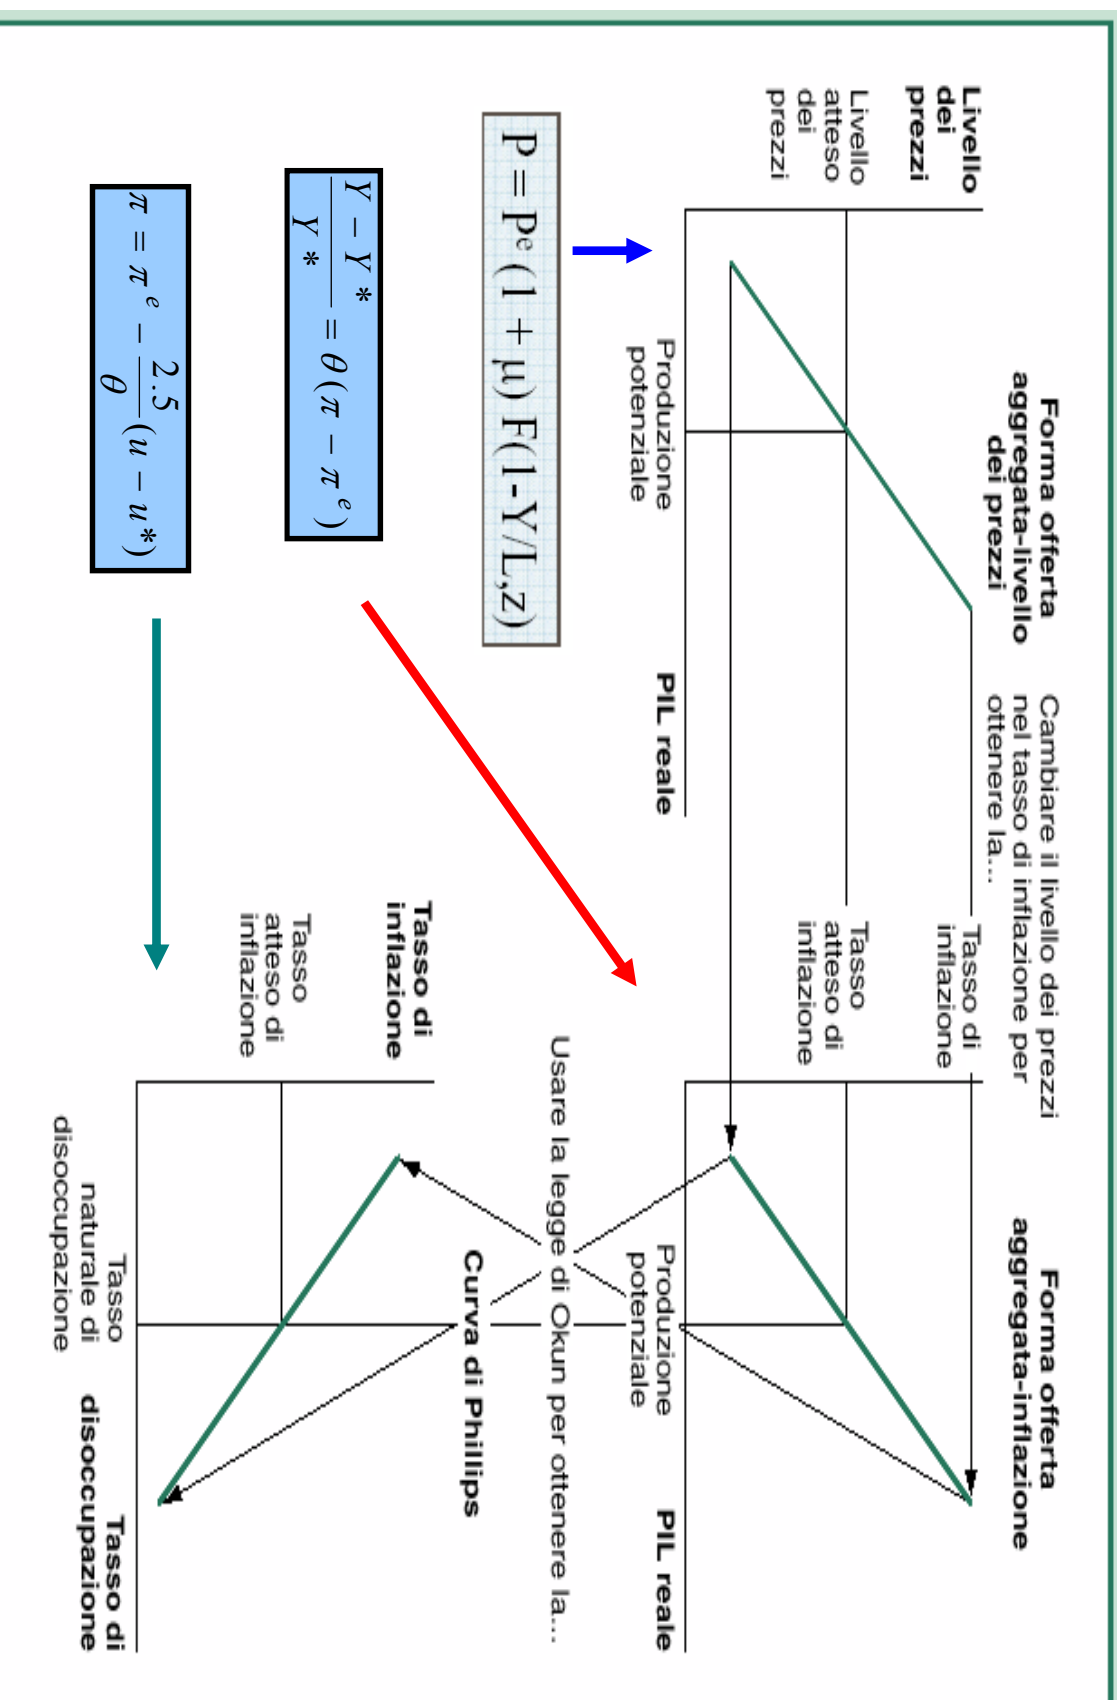 Forma offerta
aggregata-livello
dei prezzi
Livello
dei
prezzi
Livello
atteso
dei
prezzi
Produzione
potenziale
PIL reale
Cambiare il livello dei prezzi
nel tasso di inflazione per
ottenere la...
Forma offerta
aggregata-inflazione
Tasso di
inflazione
Tasso
atteso di
inflazione
Produzione
potenziale
PIL reale
P = Pᵉ (1 + μ) F(1-Y/L,z)
Usare la legge di Okun per ottenere la...
Y − Y* / Y* = θ(π − πᵉ)
Curva di Phillips
Tasso di
inflazione
Tasso
atteso di
inflazione
π = πᵉ − 2.5/θ (u − u*)
Tasso
naturale di
disoccupazione
Tasso di
disoccupazione